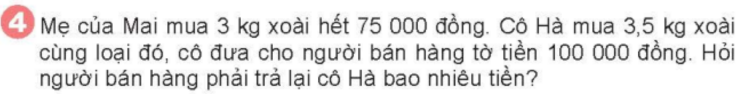 4 Mẹ của Mai mua 3 kg xoài hết 75 000 đồng. Cô Hà mua 3,5 kg xoài
cùng loại đó, cô đưa cho người bán hàng tờ tiền 100 000 đồng. Hỏi
người bán hàng phải trả lại cô Hà bao nhiêu tiền?